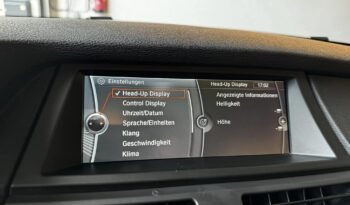 Einstellungen
Head-Up Display
Control Display
Uhrzeit/Datum
Sprache/Einheiten
Klang
Geschwindigkeit
Klima
Head-Up Display 17:02
Angezeigte Informationen
Helligkeit
Höhe